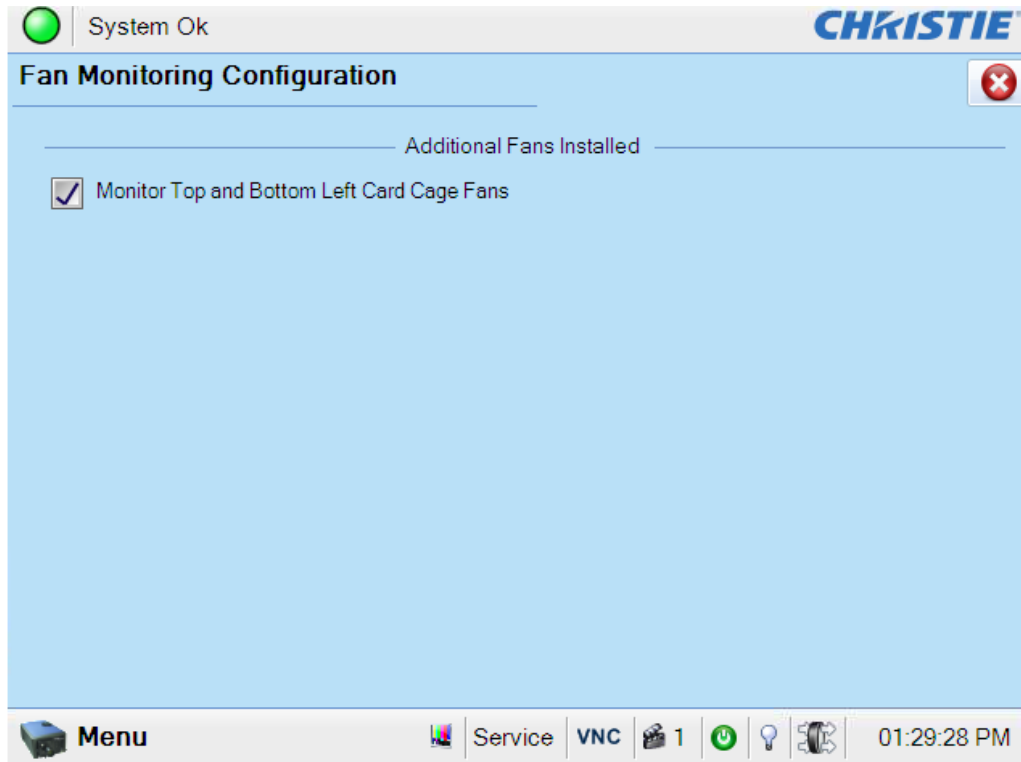 System Ok
CHRISTIE
Fan Monitoring Configuration
Additional Fans Installed
Monitor Top and Bottom Left Card Cage Fans
Menu
Service
VNC
1
01:29:28 PM